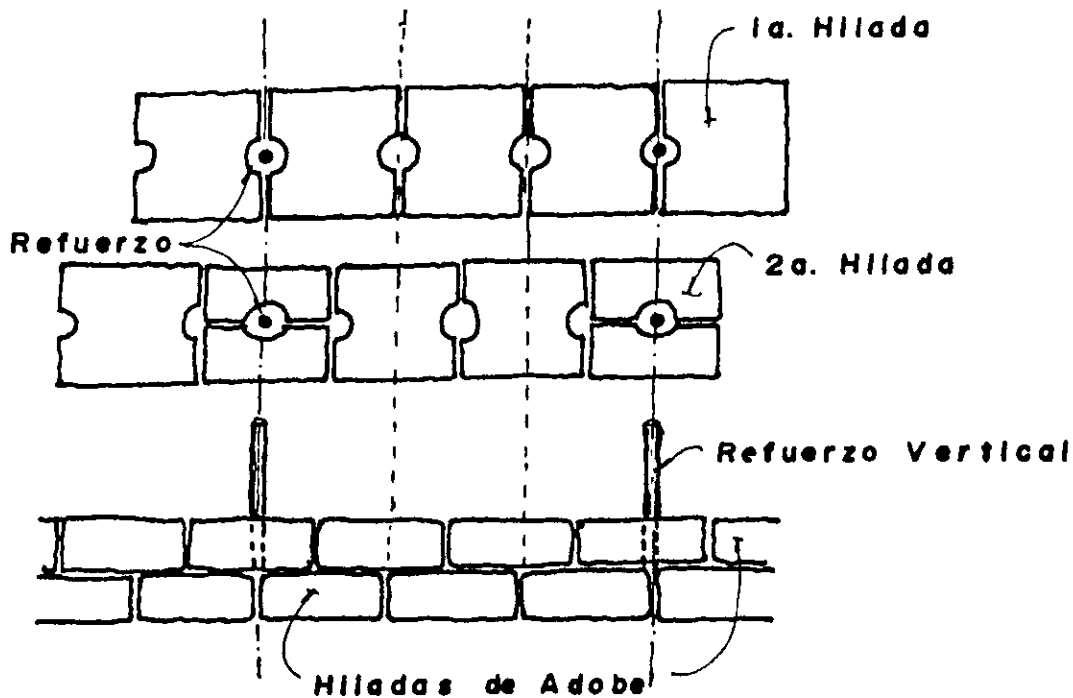 1a. Hilada
Refuerzo
2a. Hilada
Refuerzo Vertical
Hiladas de Adobe